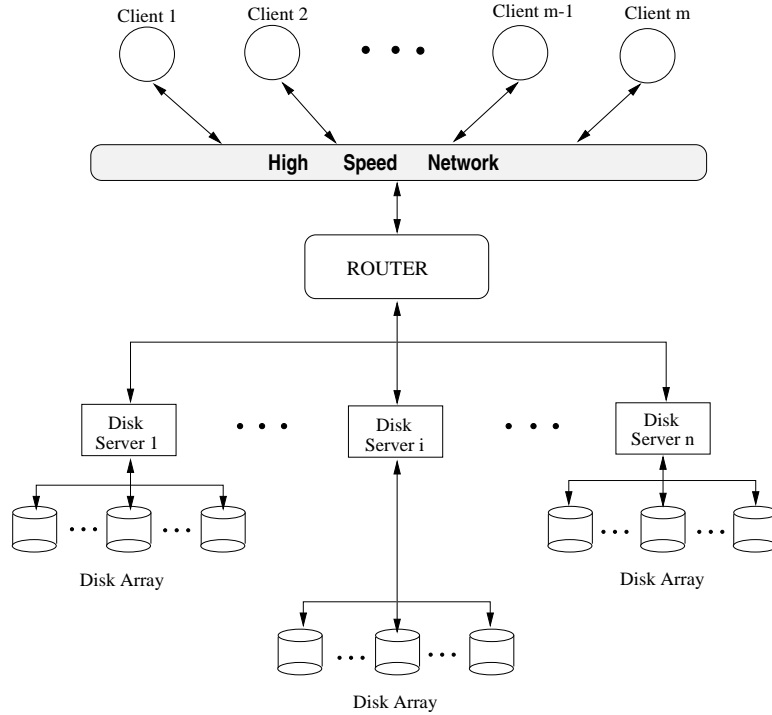 Client 1
Client 2
Client m-1
Client m
High Speed Network
ROUTER
Disk
Server 1
Disk
Server i
Disk
Server n
Disk Array
Disk Array
Disk Array